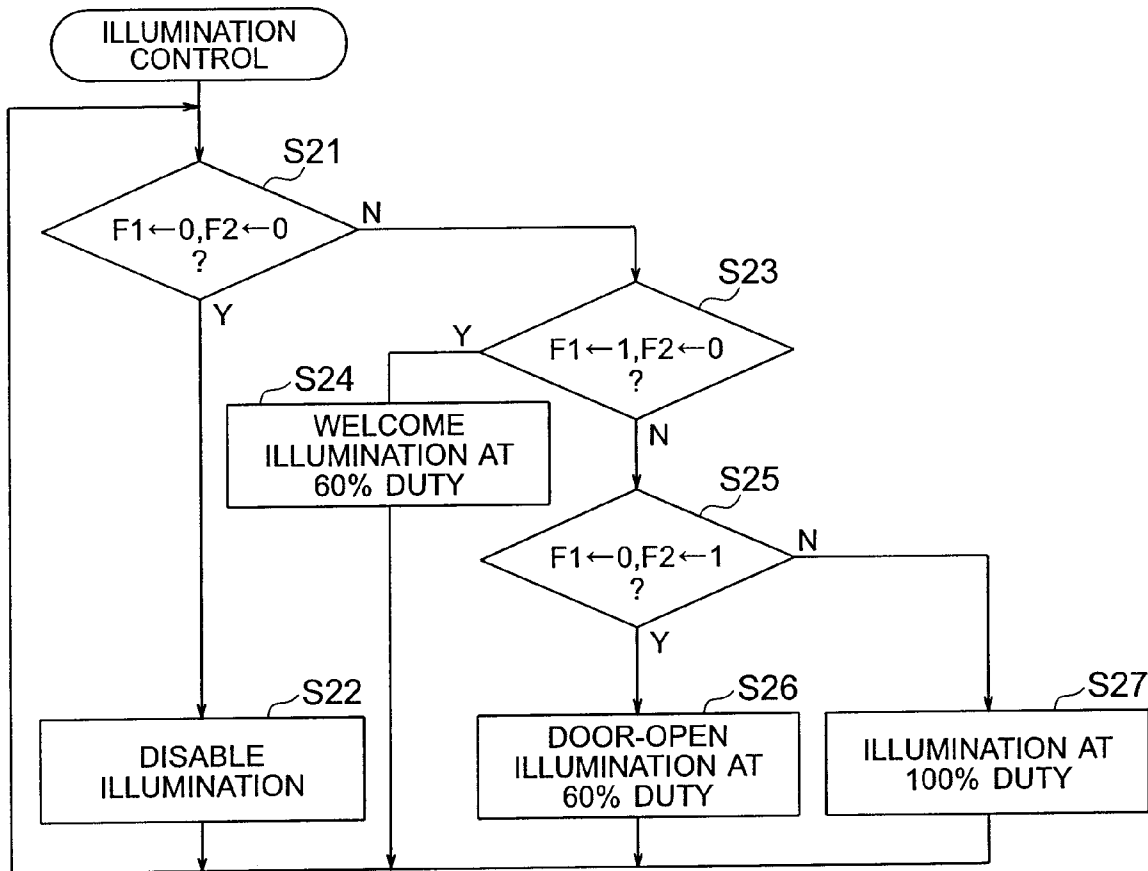 ILLUMINATION
CONTROL
S21
F1←0,F2←0
?
N
Y
S23
F1←1,F2←0
?
Y
N
S24
WELCOME
ILLUMINATION AT
60% DUTY
S25
F1←0,F2←1
?
N
Y
S22
DISABLE
ILLUMINATION
S26
DOOR-OPEN
ILLUMINATION AT
60% DUTY
S27
ILLUMINATION AT
100% DUTY